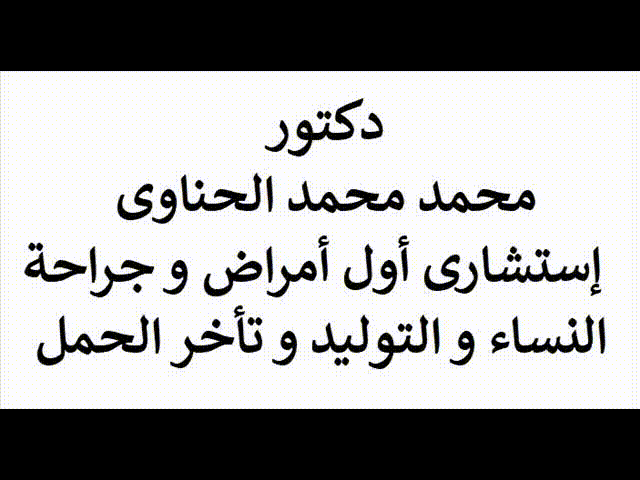 دكتور
محمد محمد الحناوى
إستشارى أول أمراض و جراحة
النساء و التوليد و تأخر الحمل